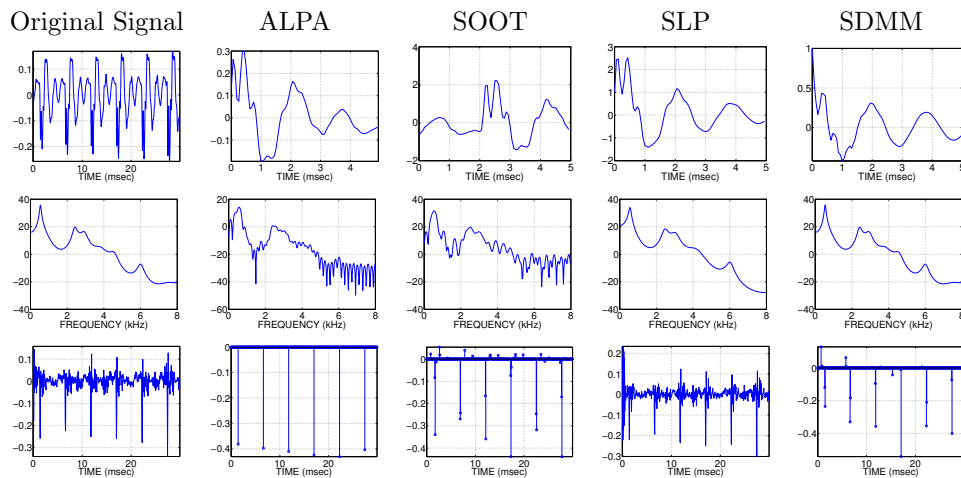 Original Signal ALPA SOOT SLP SDMM
0.1 0 −0.1 −0.2 10 20 TIME (msec)
0.3 0.2 0.1 0 −0.1 0 1 2 3 4 TIME (msec)
4 2 0 −2 0 1 2 3 4 5 TIME (msec)
3 2 1 0 −1 −2 0 1 2 3 4 5 TIME (msec)
1 0.5 0 0 1 2 3 4 5 TIME (msec)
40 20 0 −20 −40 0 2 4 6 8 FREQUENCY (kHz)
20 0 −20 −40 −60 0 2 4 6 8 FREQUENCY (kHz)
40 20 0 −20 −40 −60 0 2 4 6 8 FREQUENCY (kHz)
40 20 0 −20 −40 0 2 4 6 8 FREQUENCY (kHz)
40 20 0 −20 −40 0 2 4 6 8 FREQUENCY (kHz)
0.1 0 −0.1 −0.2 −0.3 0 10 20 TIME (msec)
0 −0.1 −0.2 −0.3 −0.4 0 10 20 30 TIME (msec)
0 −0.1 −0.2 −0.3 −0.4 −0.5 0 10 20 30 TIME (msec)
0.2 0.1 0 −0.1 −0.2 −0.3 0 10 20 TIME (msec)
0 −0.2 −0.4 0 10 20 30 TIME (msec)